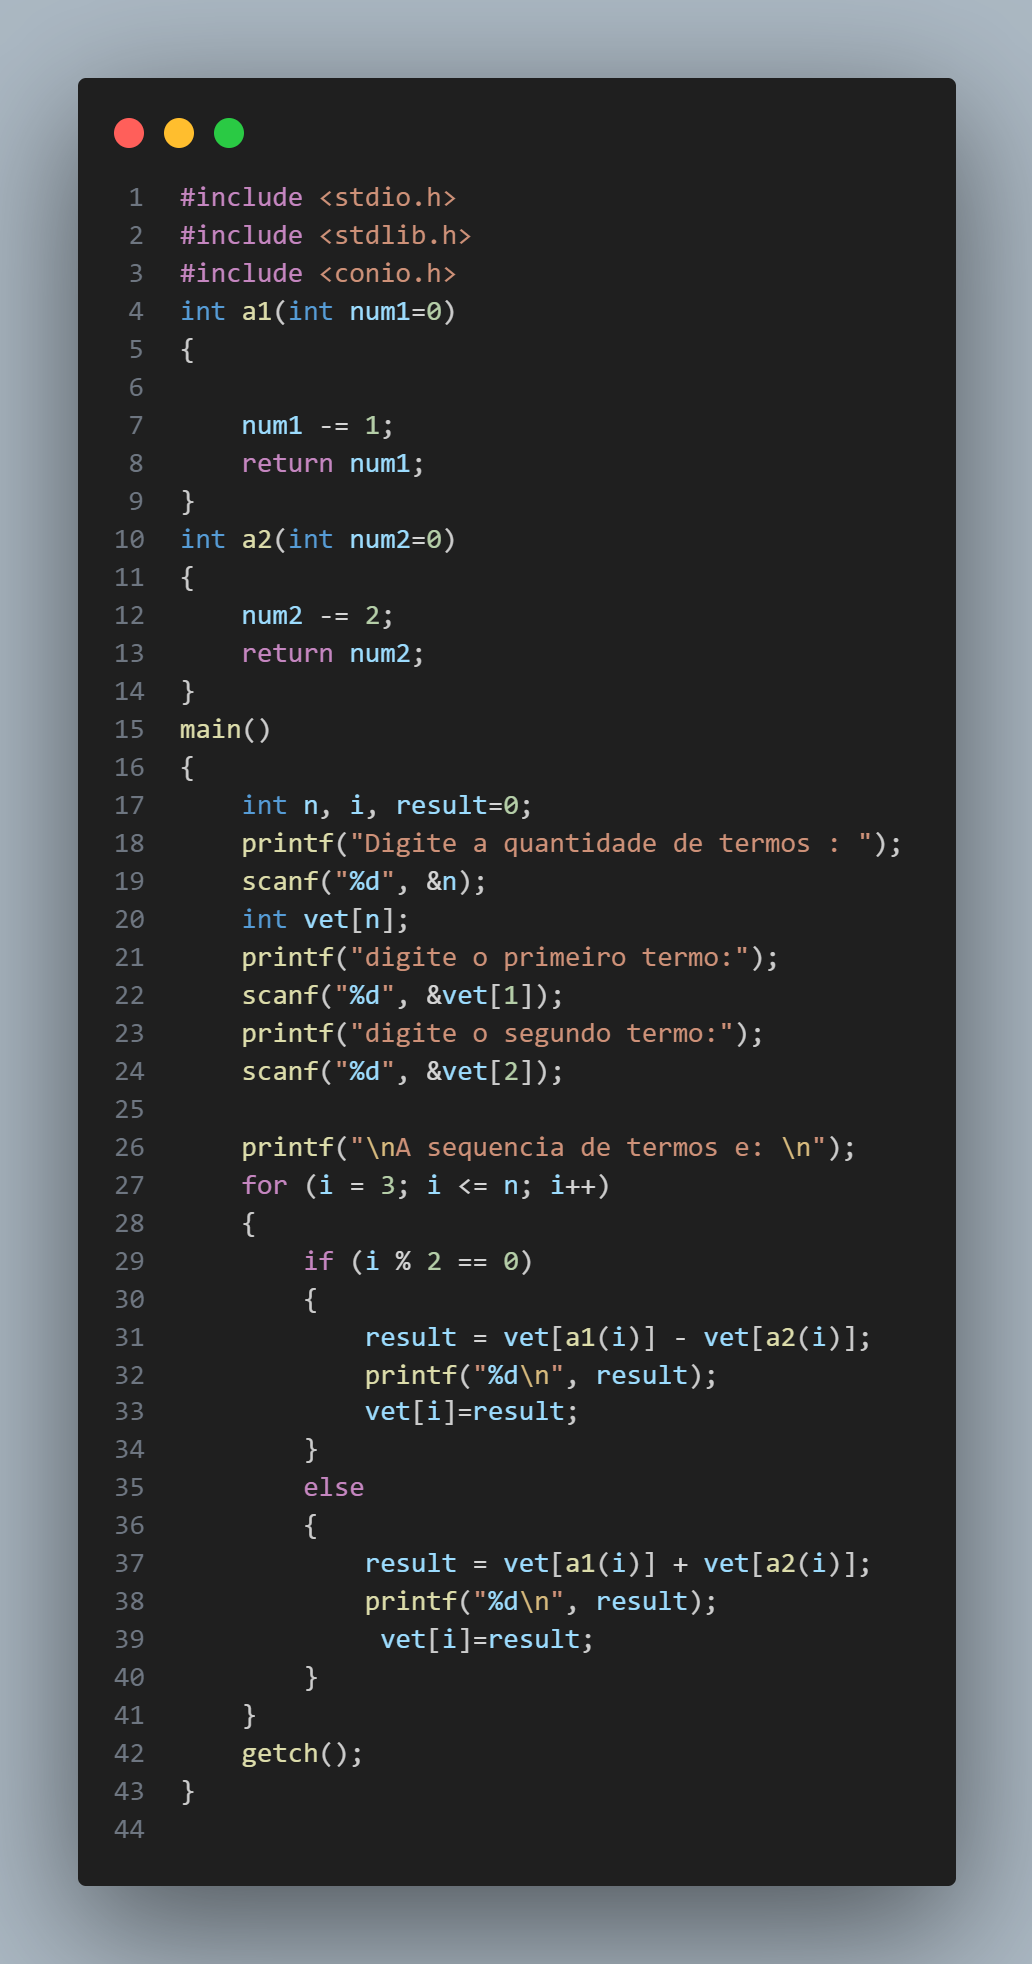 1 #include <stdio.h>
2 #include <stdlib.h>
3 #include <conio.h>
4 int a1(int num1=0)
5 {
6
7     num1 -= 1;
8     return num1;
9 }
10 int a2(int num2=0)
11 {
12     num2 -= 2;
13     return num2;
14 }
15 main()
16 {
17     int n, i, result=0;
18     printf("Digite a quantidade de termos : ");
19     scanf("%d", &n);
20     int vet[n];
21     printf("digite o primeiro termo:");
22     scanf("%d", &vet[1]);
23     printf("digite o segundo termo:");
24     scanf("%d", &vet[2]);
25
26     printf("\nA sequencia de termos e: \n");
27     for (i = 3; i <= n; i++)
28     {
29         if (i % 2 == 0)
30         {
31             result = vet[a1(i)] - vet[a2(i)];
32             printf("%d\n", result);
33             vet[i]=result;
34         }
35         else
36         {
37             result = vet[a1(i)] + vet[a2(i)];
38             printf("%d\n", result);
39              vet[i]=result;
40         }
41     }
42     getch();
43 }
44